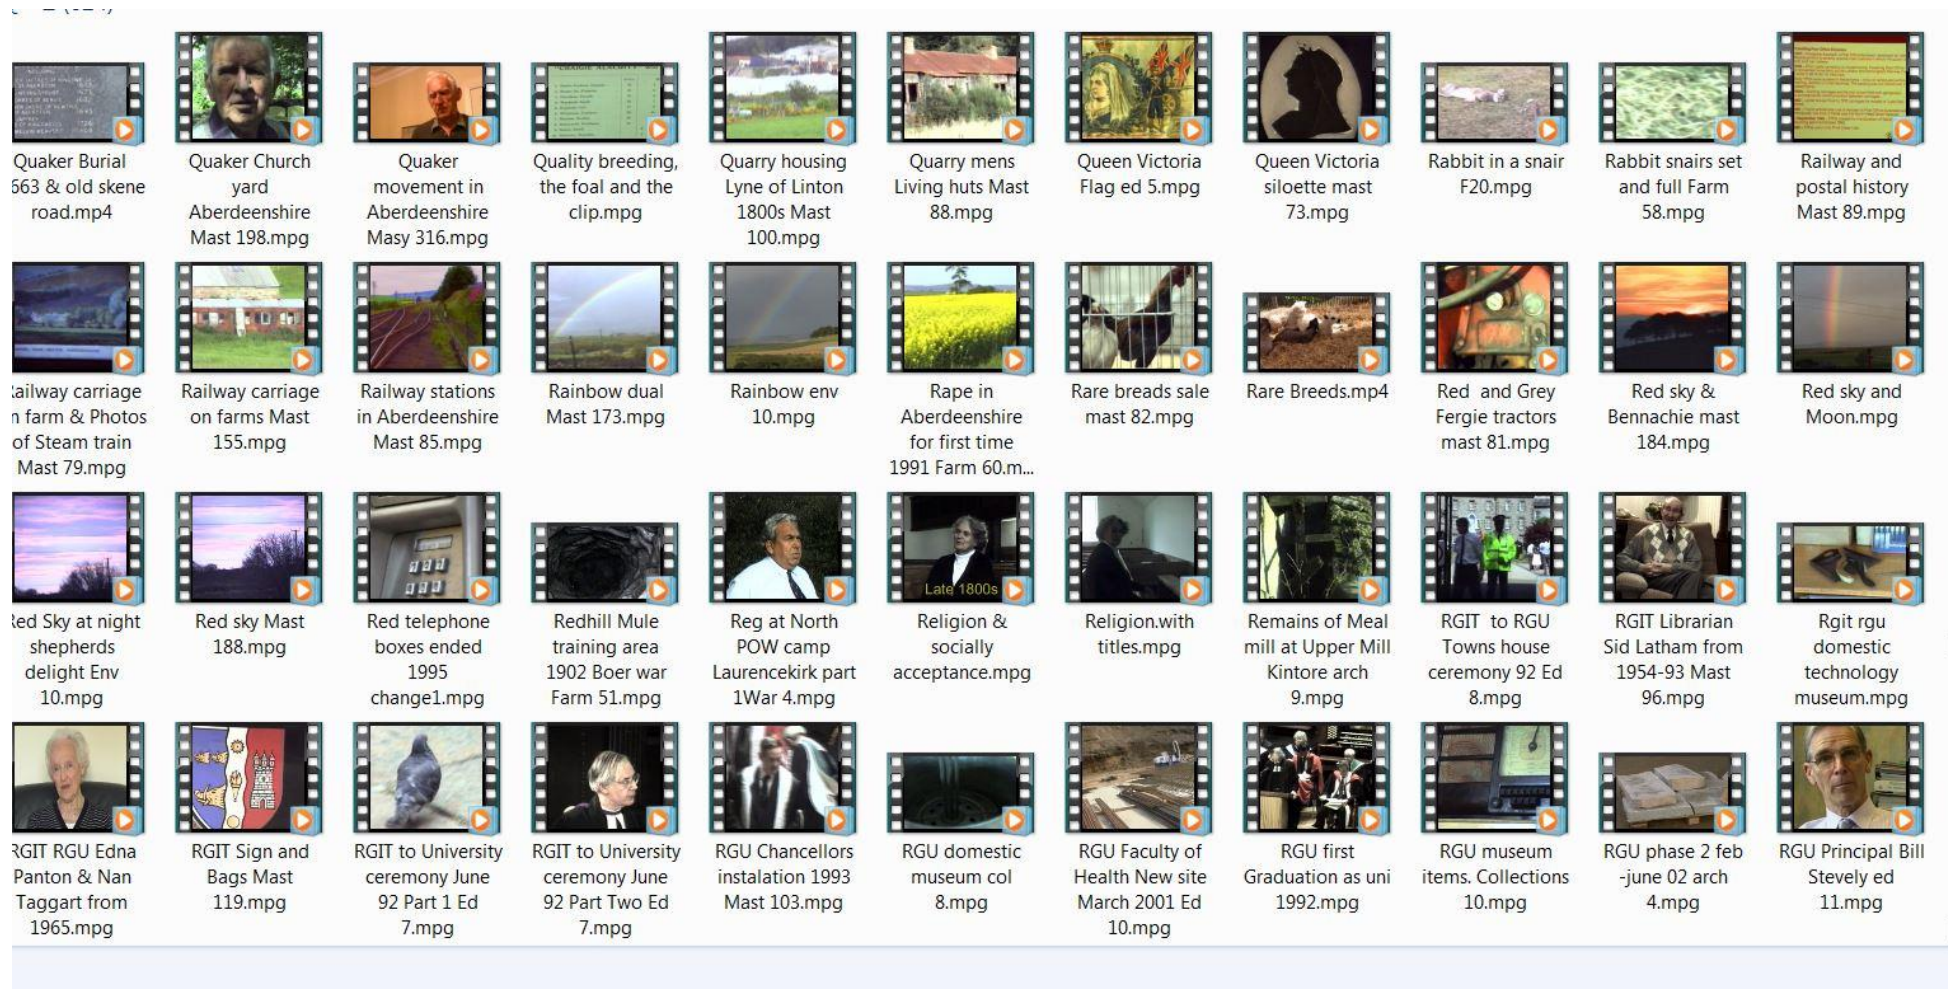 Quaker Burial
663 & old skene
road.mp4
Quaker Church
yard
Aberdeenshire
Mast 198.mpg
Quaker
movement in
Aberdeenshire
Masy 316.mpg
Quality breeding,
the foal and the
clip.mpg
Quarry housing
Lyne of Linton
1800s Mast
100.mpg
Quarry mens
Living huts Mast
88.mpg
Queen Victoria
Flag ed 5.mpg
Queen Victoria
siloette mast
73.mpg
Rabbit in a snair
F20.mpg
Rabbit snairs set
and full Farm
58.mpg
Railway and
postal history
Mast 89.mpg
Railway carriage
n farm & Photos
of Steam train
Mast 79.mpg
Railway carriage
on farms Mast
155.mpg
Railway stations
in Aberdeenshire
Mast 85.mpg
Rainbow dual
Mast 173.mpg
Rainbow env
10.mpg
Rape in
Aberdeenshire
for first time
1991 Farm 60.m...
Rare breads sale
mast 82.mpg
Rare Breeds.mp4
Red and Grey
Fergie tractors
mast 81.mpg
Red sky &
Bennachie mast
184.mpg
Red sky and
Moon.mpg
Red Sky at night
shepherds
delight Env
10.mpg
Red sky Mast
188.mpg
Red telephone
boxes ended
1995
change1.mpg
Redhill Mule
training area
1902 Boer war
Farm 51.mpg
Reg at North
POW camp
Laurencekirk part
1War 4.mpg
Late 1800s
Religion &
socially
acceptance.mpg
Religion.with
titles.mpg
Remains of Meal
mill at Upper Mill
Kintore arch
9.mpg
RGIT to RGU
Towns house
ceremony 92 Ed
8.mpg
RGIT Librarian
Sid Latham from
1954-93 Mast
96.mpg
Rgit rgu
domestic
technology
museum.mpg
RGIT RGU Edna
Panton & Nan
Taggart from
1965.mpg
RGIT Sign and
Bags Mast
119.mpg
RGIT to University
ceremony June
92 Part 1 Ed
7.mpg
RGIT to University
ceremony June
92 Part Two Ed
7.mpg
RGU Chancellors
instalation 1993
Mast 103.mpg
RGU domestic
museum col
8.mpg
RGU Faculty of
Health New site
March 2001 Ed
10.mpg
RGU first
Graduation as uni
1992.mpg
RGU museum
items. Collections
10.mpg
RGU phase 2 feb
-june 02 arch
4.mpg
RGU Principal Bill
Stevely ed
11.mpg